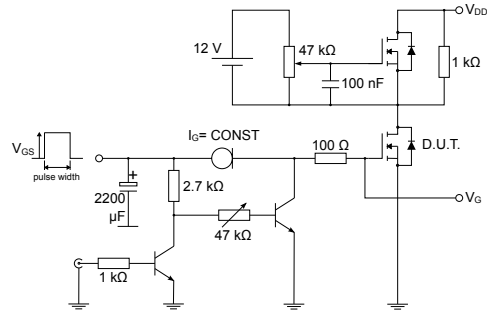 V_DD
12 V
47 kΩ
1 kΩ
100 nF
I_G= CONST
100 Ω
D.U.T.
V_GS
pulse width
+
2200
μF
2.7 kΩ
V_G
47 kΩ
1 kΩ